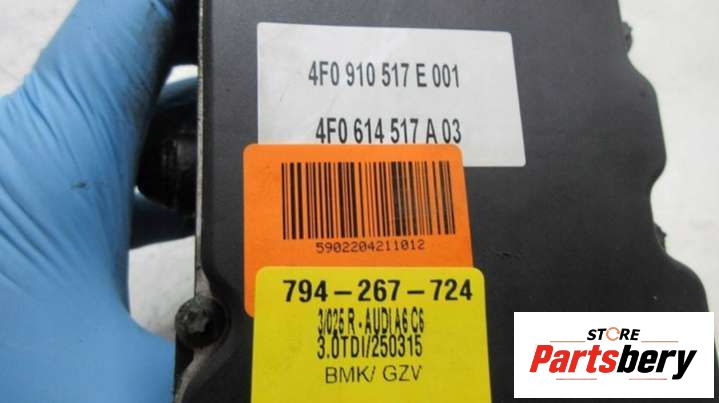 4F0 910 517 E 001
4F0 614 517 A 03
5902204211012
794-267-724
3/025 R - AUDI A6 C6
3.0TDI/250315
BMK/ GZV
STORE
Partsbery